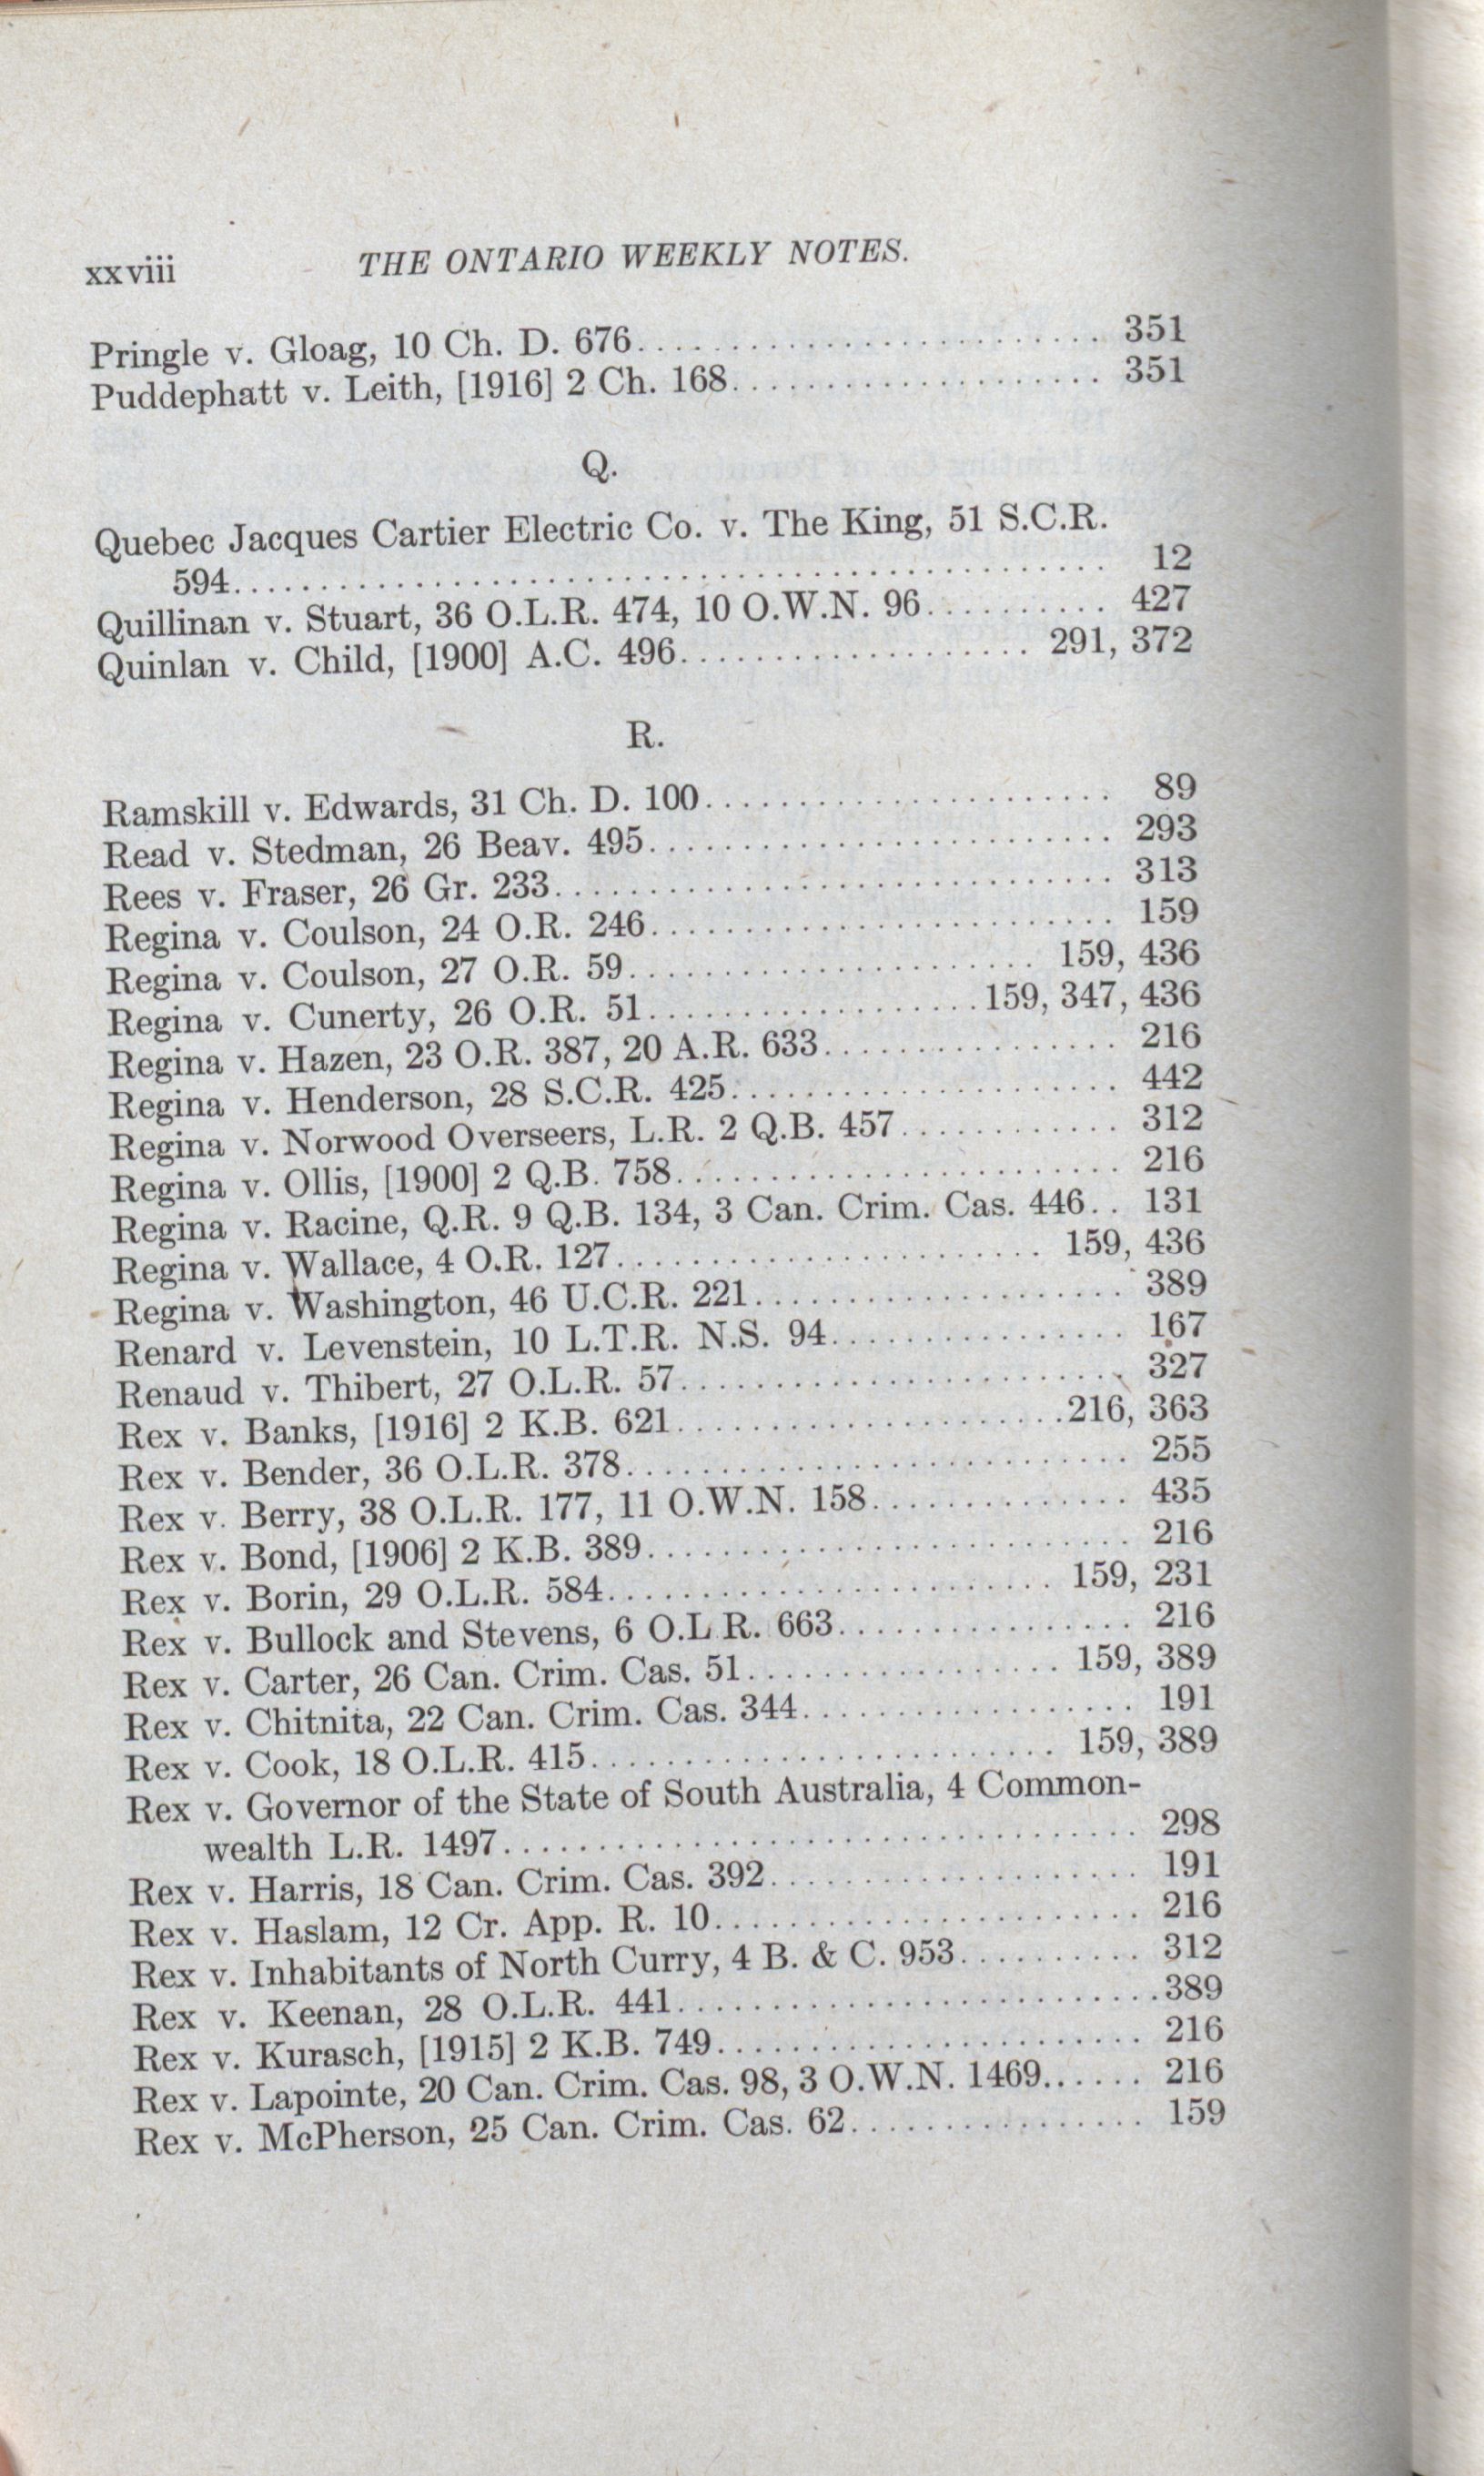 xxviii THE ONTARIO WEEKLY NOTES.
Pringle v. Gloag, 10 Ch. D. 676........................ 351
Puddephatt v. Leith, [1916] 2 Ch. 168................... 351
Q.
Quebec Jacques Cartier Electric Co. v. The King, 51 S.C.R.
594............................................... 12
Quillinan v. Stuart, 36 O.L.R. 474, 10 O.W.N. 96.......... 427
Quinlan v. Child, [1900] A.C. 496................... 291, 372
R.
Ramskill v. Edwards, 31 Ch. D. 100...................... 89
Read v. Stedman, 26 Beav. 495......................... 293
Rees v. Fraser, 26 Gr. 233.............................. 313
Regina v. Coulson, 24 O.R. 246......................... 159
Regina v. Coulson, 27 O.R. 59...................... 159, 436
Regina v. Cunerty, 26 O.R. 51..................159, 347, 436
Regina v. Hazen, 23 O.R. 387, 20 A.R. 633................ 216
Regina v. Henderson, 28 S.C.R. 425..................... 442
Regina v. Norwood Overseers, L.R. 2 Q.B. 457............ 312
Regina v. Ollis, [1900] 2 Q.B. 758........................ 216
Regina v. Racine, Q.R. 9 Q.B. 134, 3 Can. Crim. Cas. 446.. 131
Regina v. Wallace, 4 O.R. 127....................... 159, 436
Regina v. Washington, 46 U.C.R. 221.................... 389
Renard v. Levenstein, 10 L.T.R. N.S. 94................ 167
Renaud v. Thibert, 27 O.L.R. 57........................ 327
Rex v. Banks, [1916] 2 K.B. 621.....................216, 363
Rex v. Bender, 36 O.L.R. 378........................... 255
Rex v. Berry, 38 O.L.R. 177, 11 O.W.N. 158.............. 435
Rex v. Bond, [1906] 2 K.B. 389.......................... 216
Rex v. Borin, 29 O.L.R. 584........................ 159, 231
Rex v. Bullock and Stevens, 6 O.L.R. 663................ 216
Rex v. Carter, 26 Can. Crim. Cas. 51................. 159, 389
Rex v. Chitnita, 22 Can. Crim. Cas. 344.................. 191
Rex v. Cook, 18 O.L.R. 415......................... 159, 389
Rex v. Governor of the State of South Australia, 4 Common-
wealth L.R. 1497.................................. 298
Rex v. Harris, 18 Can. Crim. Cas. 392.................... 191
Rex v. Haslam, 12 Cr. App. R. 10....................... 216
Rex v. Inhabitants of North Curry, 4 B. & C. 953.......... 312
Rex v. Keenan, 28 O.L.R. 441..........................389
Rex v. Kurasch, [1915] 2 K.B. 749....................... 216
Rex v. Lapointe, 20 Can. Crim. Cas. 98, 3 O.W.N. 1469...... 216
Rex v. McPherson, 25 Can. Crim. Cas. 62................ 159